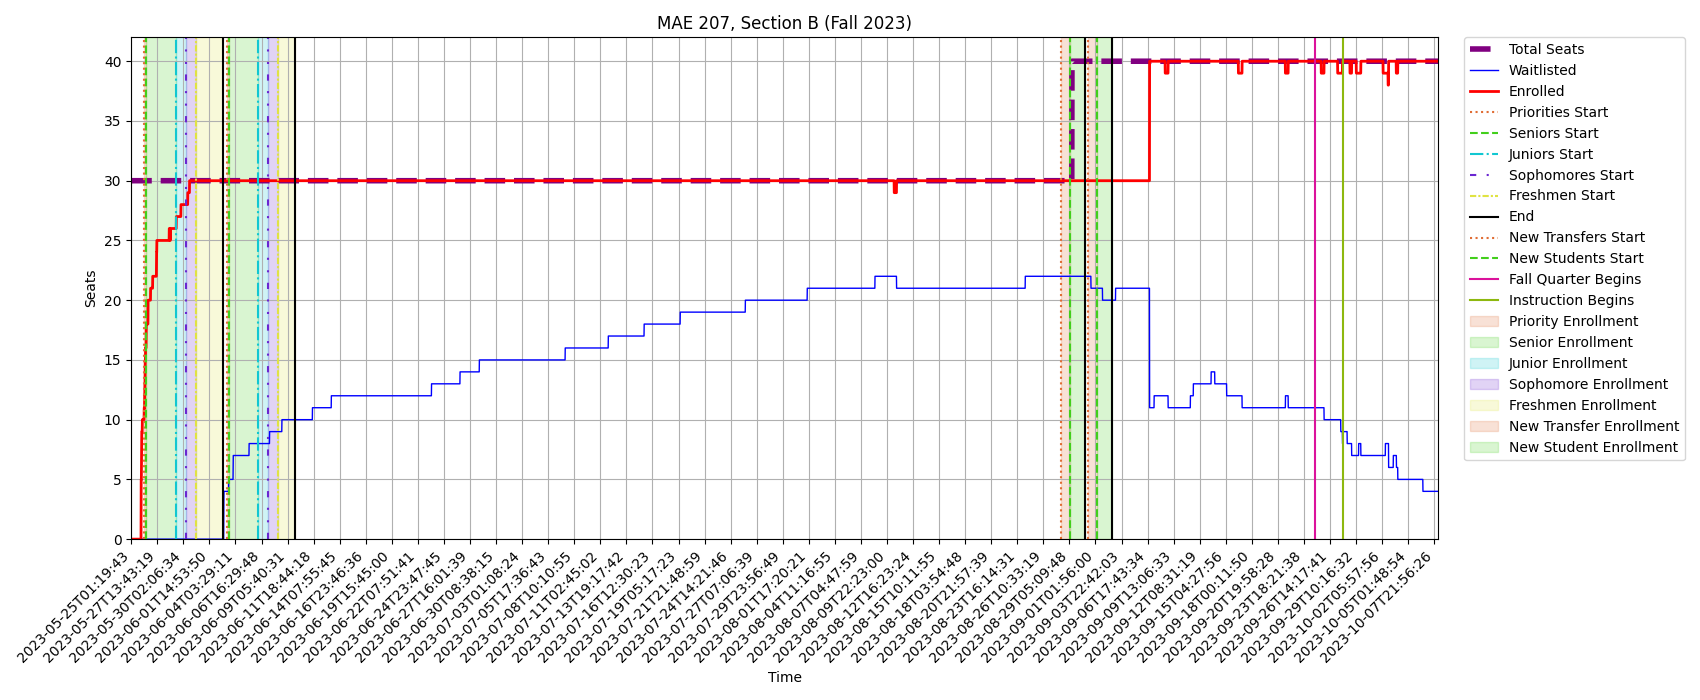 MAE 207, Section B (Fall 2023)
Seats
40
35
30
25
20
15
10
5
0
2023-05-25T01:19:43
2023-05-27T13:43:19
2023-05-30T02:06:34
2023-06-01T14:53:50
2023-06-04T03:29:11
2023-06-06T16:29:48
2023-06-09T05:40:31
2023-06-11T18:44:18
2023-06-14T07:55:45
2023-06-16T23:46:36
2023-06-19T15:45:00
2023-06-22T07:51:41
2023-06-24T23:47:45
2023-06-27T16:01:39
2023-06-30T08:38:15
2023-07-03T01:08:24
2023-07-05T17:36:43
2023-07-08T10:10:55
2023-07-11T02:45:02
2023-07-13T19:17:42
2023-07-16T12:30:23
2023-07-19T05:17:23
2023-07-21T21:48:59
2023-07-24T14:21:46
2023-07-27T07:06:39
2023-07-29T23:56:49
2023-08-01T17:20:21
2023-08-04T11:16:55
2023-08-07T04:47:59
2023-08-09T22:23:00
2023-08-12T16:23:24
2023-08-15T10:11:55
2023-08-18T03:54:48
2023-08-20T21:57:39
2023-08-23T16:14:31
2023-08-26T10:33:19
2023-08-29T05:09:48
2023-09-01T01:56:00
2023-09-03T22:42:03
2023-09-06T17:43:34
2023-09-09T13:06:33
2023-09-12T08:31:19
2023-09-15T04:27:56
2023-09-18T00:11:50
2023-09-20T19:58:28
2023-09-23T18:21:38
2023-09-26T14:17:41
2023-09-29T10:16:32
2023-10-02T05:57:56
2023-10-05T01:48:54
2023-10-07T21:56:26
Time
Total Seats
Waitlisted
Enrolled
Priorities Start
Seniors Start
Juniors Start
Sophomores Start
Freshmen Start
End
New Transfers Start
New Students Start
Fall Quarter Begins
Instruction Begins
Priority Enrollment
Senior Enrollment
Junior Enrollment
Sophomore Enrollment
Freshmen Enrollment
New Transfer Enrollment
New Student Enrollment